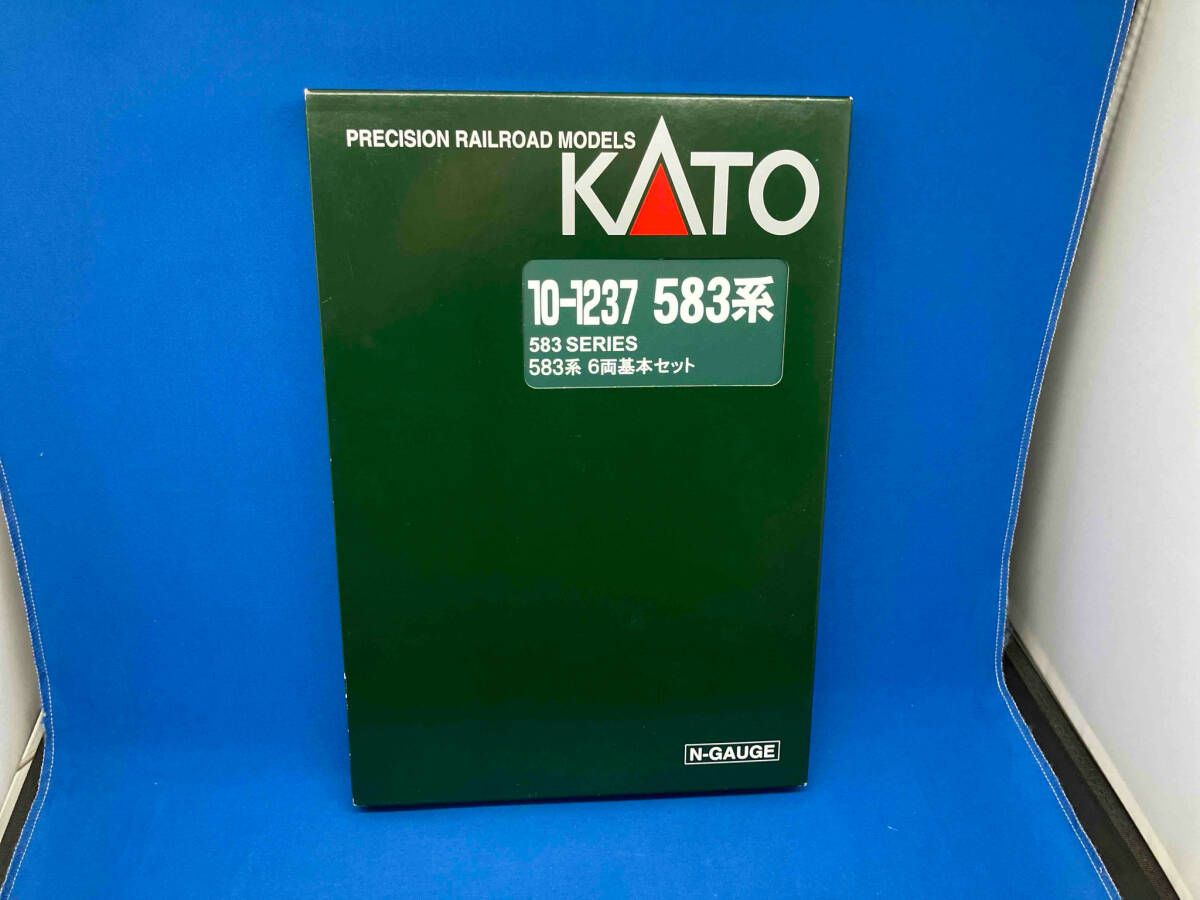 PRECISION RAILROAD MODELS
KATO
10-1237 583系
583 SERIES
583系 6両基本セット
N-GAUGE